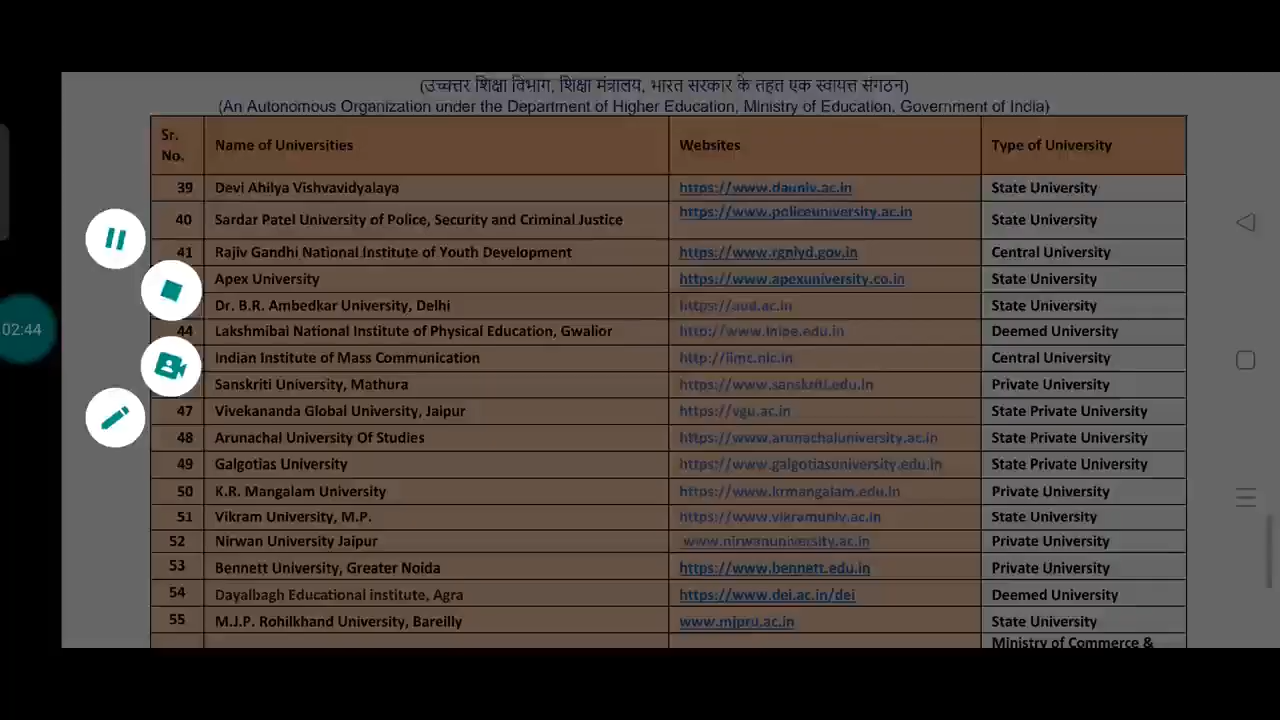 (उच्चत्तर शिक्षा विभाग, शिक्षा मंत्रालय, भारत सरकार के तहत एक स्वायत्त संगठन)
(An Autonomous Organization under the Department of Higher Education, Ministry of Education, Government of India)
Sr. No. Name of Universities Websites Type of University
39 Devi Ahilya Vishvavidyalaya https://www.dauniv.ac.in State University
40 Sardar Patel University of Police, Security and Criminal Justice https://www.policeuniversity.ac.in State University
41 Rajiv Gandhi National Institute of Youth Development https://www.rgniyd.gov.in Central University
Apex University https://www.apexuniversity.co.in State University
Dr. B.R. Ambedkar University, Delhi https://aud.ac.in State University
44 Lakshmibai National Institute of Physical Education, Gwalior http://www.lnipe.edu.in Deemed University
Indian Institute of Mass Communication http://iimc.nic.in Central University
Sanskriti University, Mathura https://www.sanskriti.edu.in Private University
47 Vivekananda Global University, Jaipur https://vgu.ac.in State Private University
48 Arunachal University Of Studies https://www.arunachaluniversity.ac.in State Private University
49 Galgotias University https://www.galgotiasuniversity.edu.in State Private University
50 K.R. Mangalam University https://www.krmangalam.edu.in Private University
51 Vikram University, M.P. https://www.vikramuniv.ac.in State University
52 Nirwan University Jaipur www.nirwanuniversity.ac.in Private University
53 Bennett University, Greater Noida https://www.bennett.edu.in Private University
54 Dayalbagh Educational institute, Agra https://www.dei.ac.in/dei Deemed University
55 M.J.P. Rohilkhand University, Bareilly www.mjpru.ac.in State University
Ministry of Commerce &
02:44